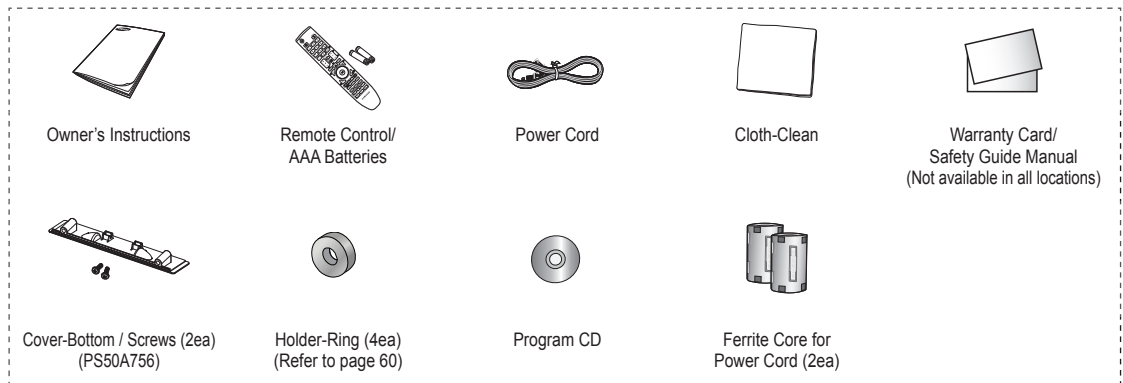 Owner's Instructions
Remote Control/
AAA Batteries
Power Cord
Cloth-Clean
Warranty Card/
Safety Guide Manual
(Not available in all locations)
Cover-Bottom / Screws (2ea)
(PS50A756)
Holder-Ring (4ea)
(Refer to page 60)
Program CD
Ferrite Core for
Power Cord (2ea)